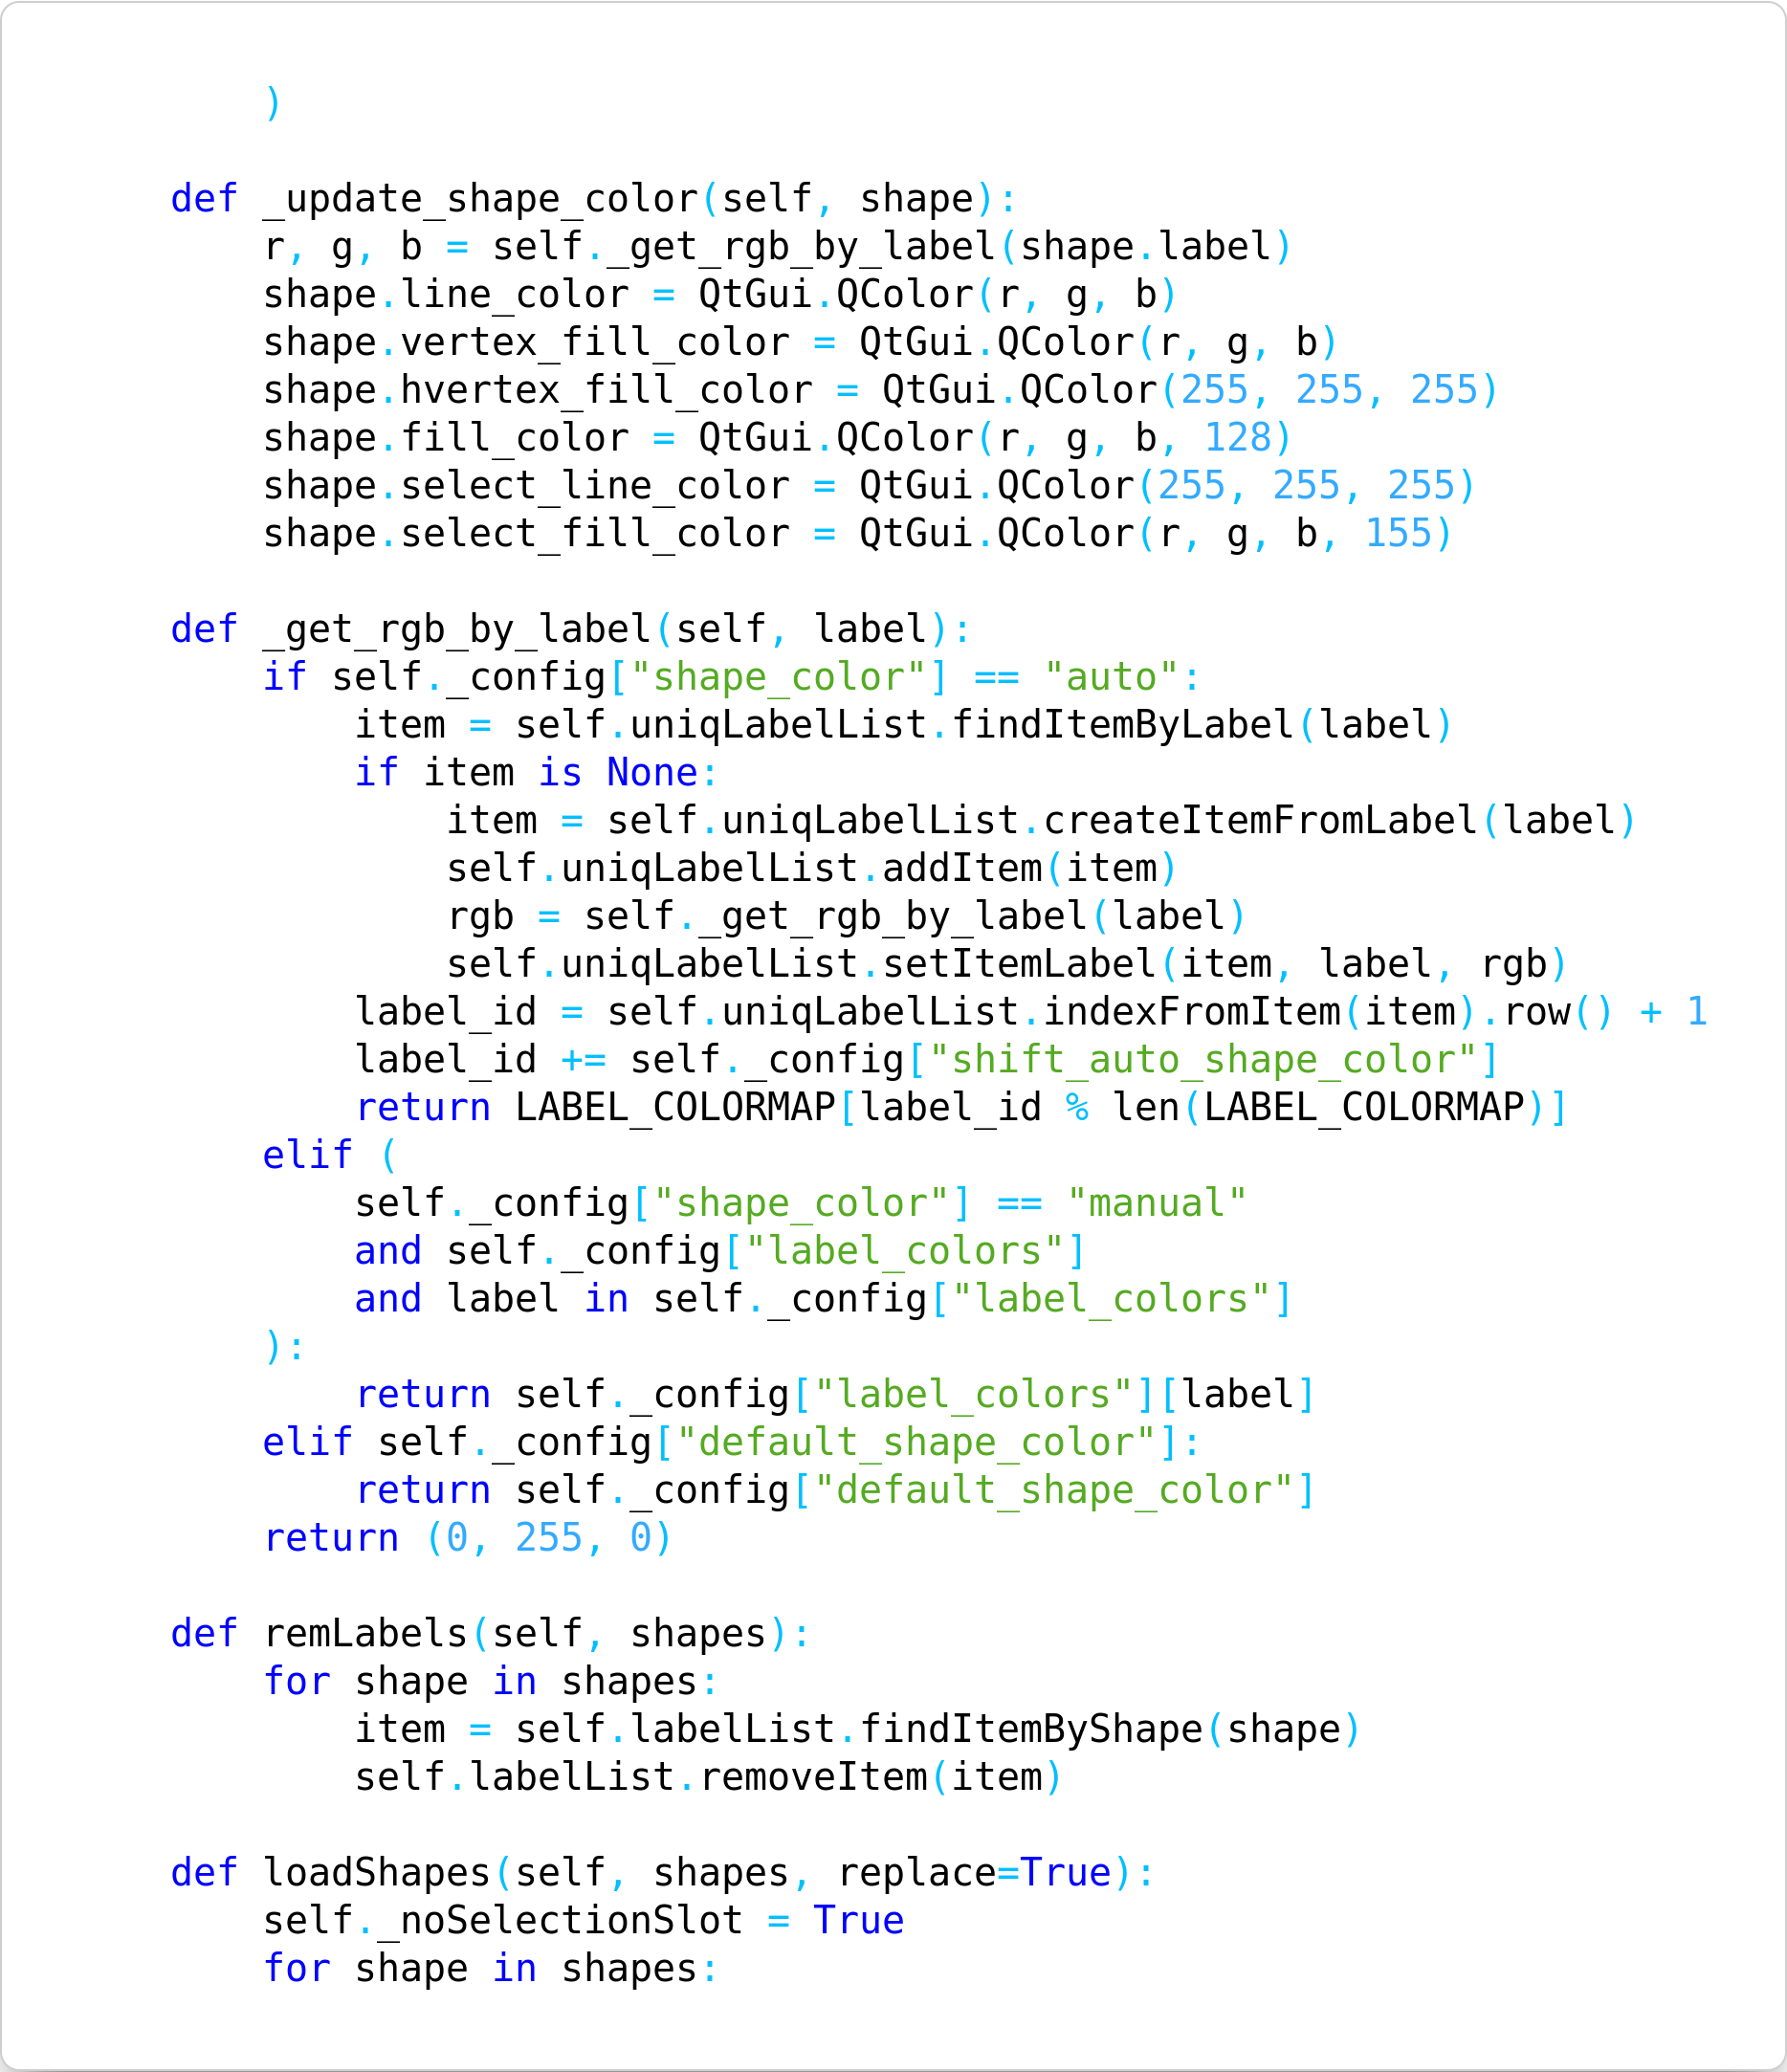 )

    def _update_shape_color(self, shape):
        r, g, b = self._get_rgb_by_label(shape.label)
        shape.line_color = QtGui.QColor(r, g, b)
        shape.vertex_fill_color = QtGui.QColor(r, g, b)
        shape.hvertex_fill_color = QtGui.QColor(255, 255, 255)
        shape.fill_color = QtGui.QColor(r, g, b, 128)
        shape.select_line_color = QtGui.QColor(255, 255, 255)
        shape.select_fill_color = QtGui.QColor(r, g, b, 155)

    def _get_rgb_by_label(self, label):
        if self._config["shape_color"] == "auto":
            item = self.uniqLabelList.findItemByLabel(label)
            if item is None:
                item = self.uniqLabelList.createItemFromLabel(label)
                self.uniqLabelList.addItem(item)
                rgb = self._get_rgb_by_label(label)
                self.uniqLabelList.setItemLabel(item, label, rgb)
            label_id = self.uniqLabelList.indexFromItem(item).row() + 1
            label_id += self._config["shift_auto_shape_color"]
            return LABEL_COLORMAP[label_id % len(LABEL_COLORMAP)]
        elif (
            self._config["shape_color"] == "manual"
            and self._config["label_colors"]
            and label in self._config["label_colors"]
        ):
            return self._config["label_colors"][label]
        elif self._config["default_shape_color"]:
            return self._config["default_shape_color"]
        return (0, 255, 0)

    def remLabels(self, shapes):
        for shape in shapes:
            item = self.labelList.findItemByShape(shape)
            self.labelList.removeItem(item)

    def loadShapes(self, shapes, replace=True):
        self._noSelectionSlot = True
        for shape in shapes: